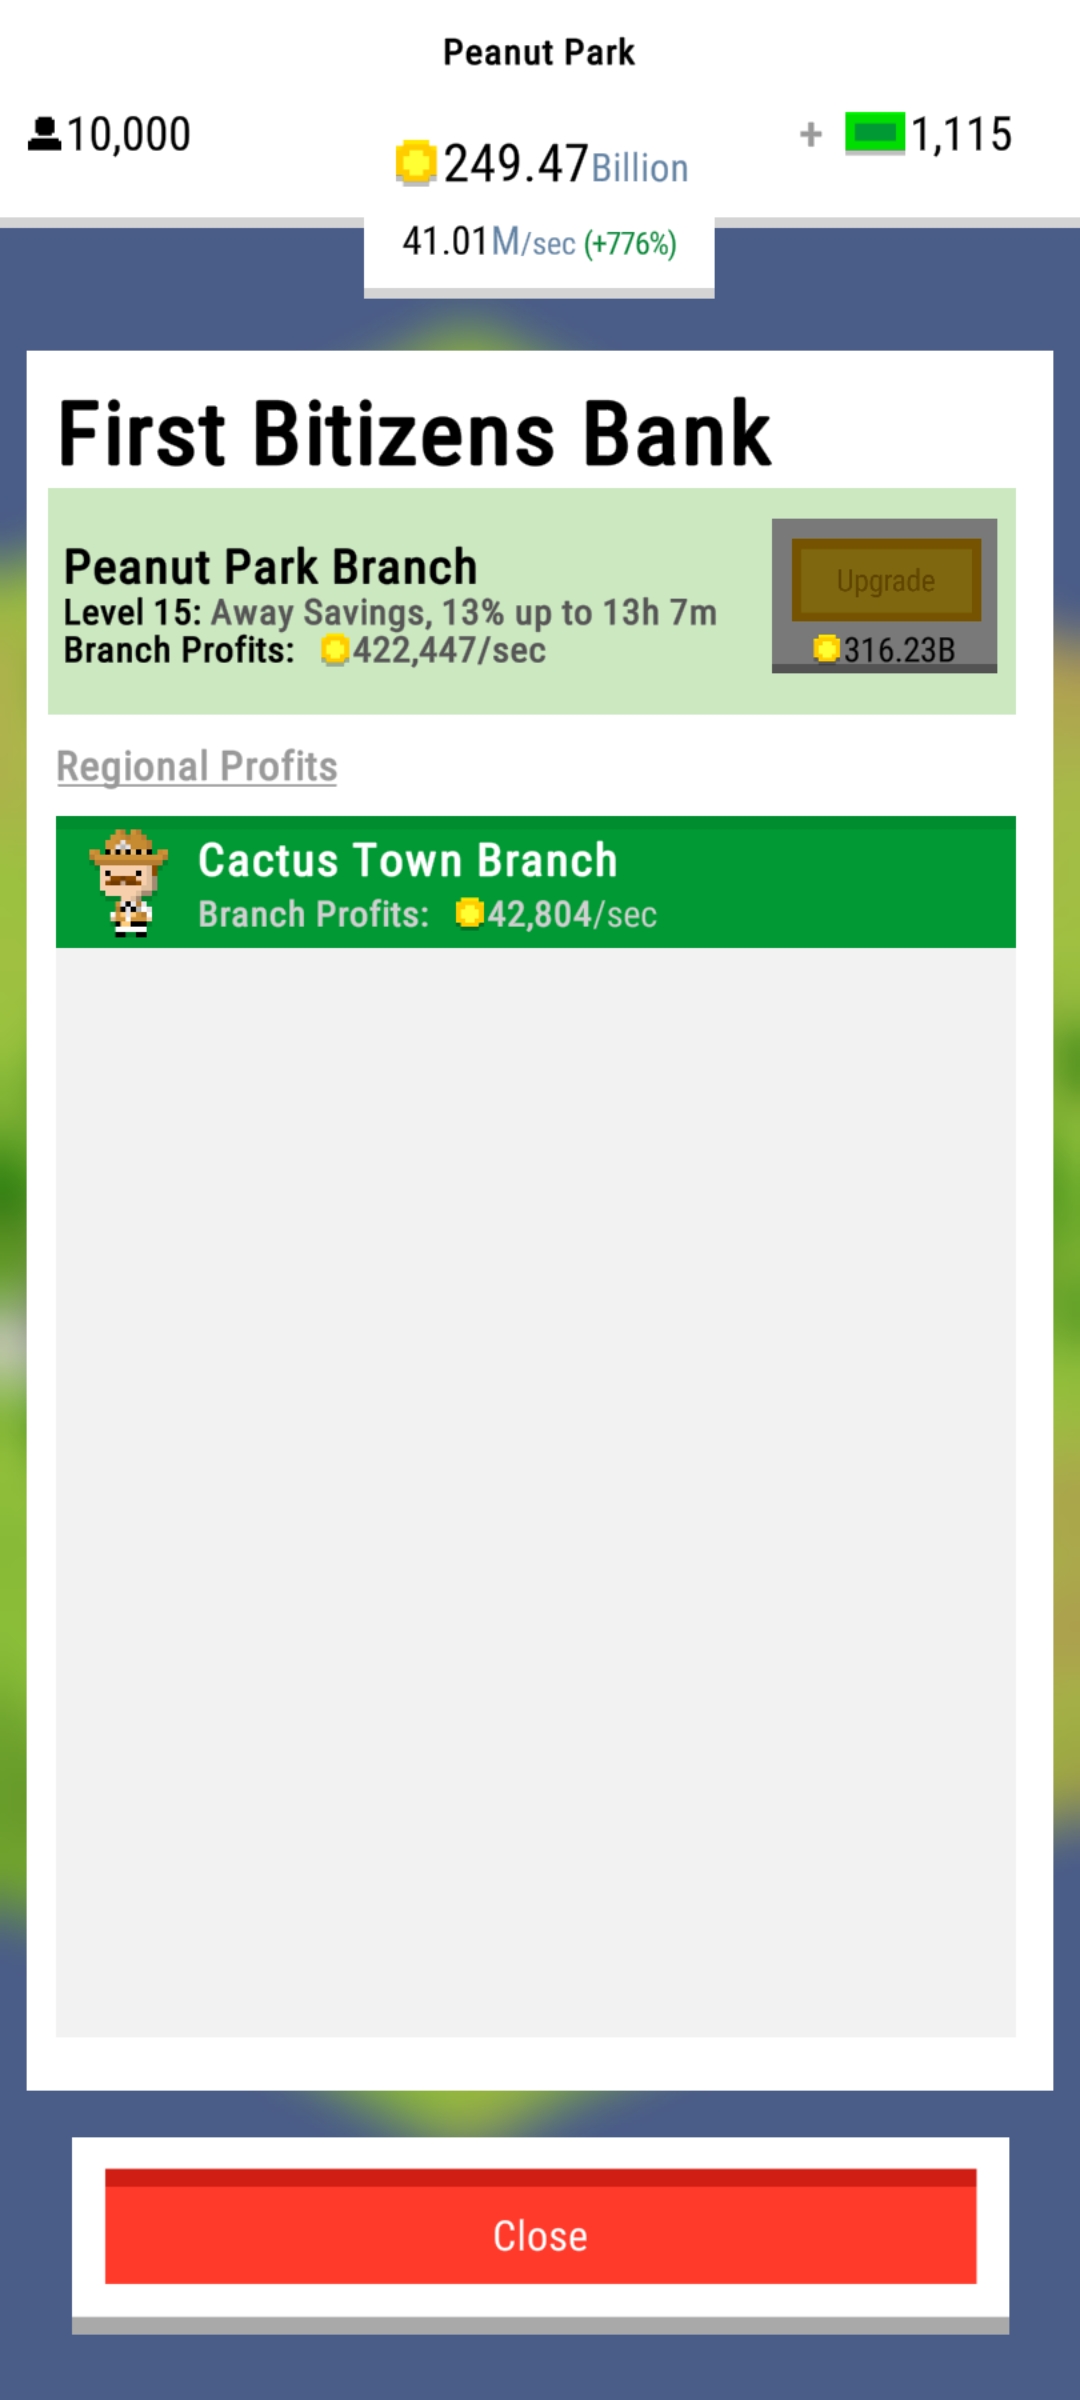 Peanut Park
10,000
249.47Billion
+ 1,115
41.01M/sec (+776%)
First Bitizens Bank
Peanut Park Branch
Level 15: Away Savings, 13% up to 13h 7m
Branch Profits: 422,447/sec
Upgrade
316.23B
Regional Profits
Cactus Town Branch
Branch Profits: 42,804/sec
Close